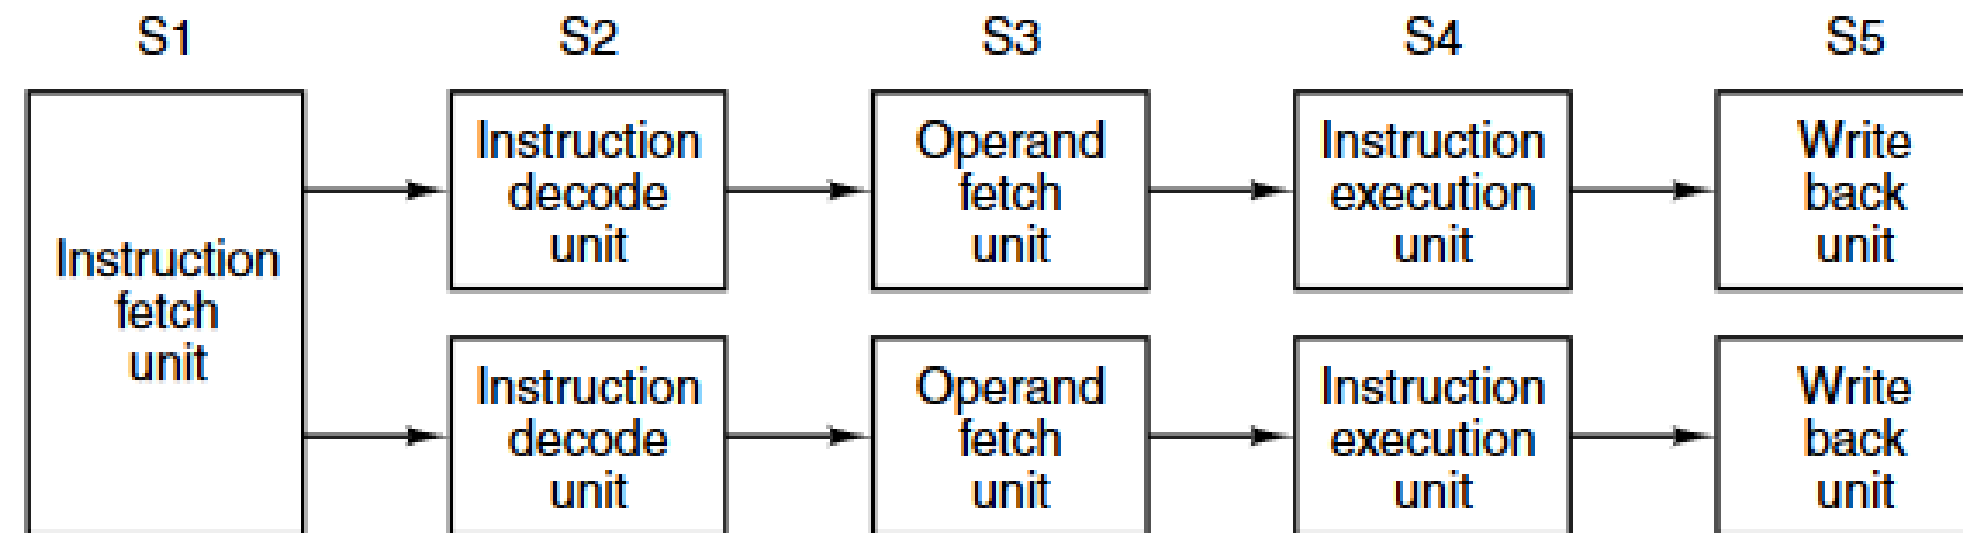 S1
S2
S3
S4
S5
Instruction
fetch
unit
Instruction
decode
unit
Operand
fetch
unit
Instruction
execution
unit
Write
back
unit
Instruction
decode
unit
Operand
fetch
unit
Instruction
execution
unit
Write
back
unit